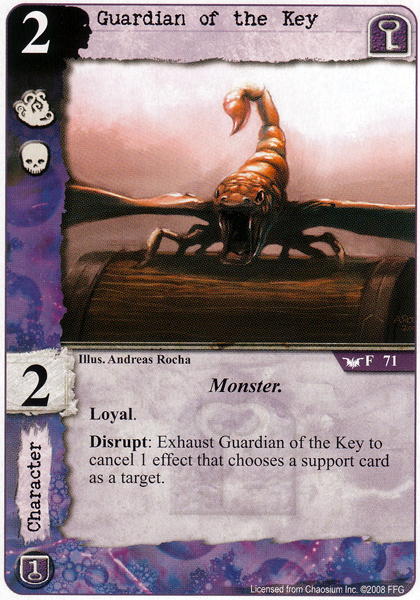 2
Guardian of the Key
Illus. Andreas Rocha
F 71
2
Monster.
Loyal.
Disrupt: Exhaust Guardian of the Key to
cancel 1 effect that chooses a support card
as a target.
Character
1
Licensed from Chaosium Inc. ©2008 FFG